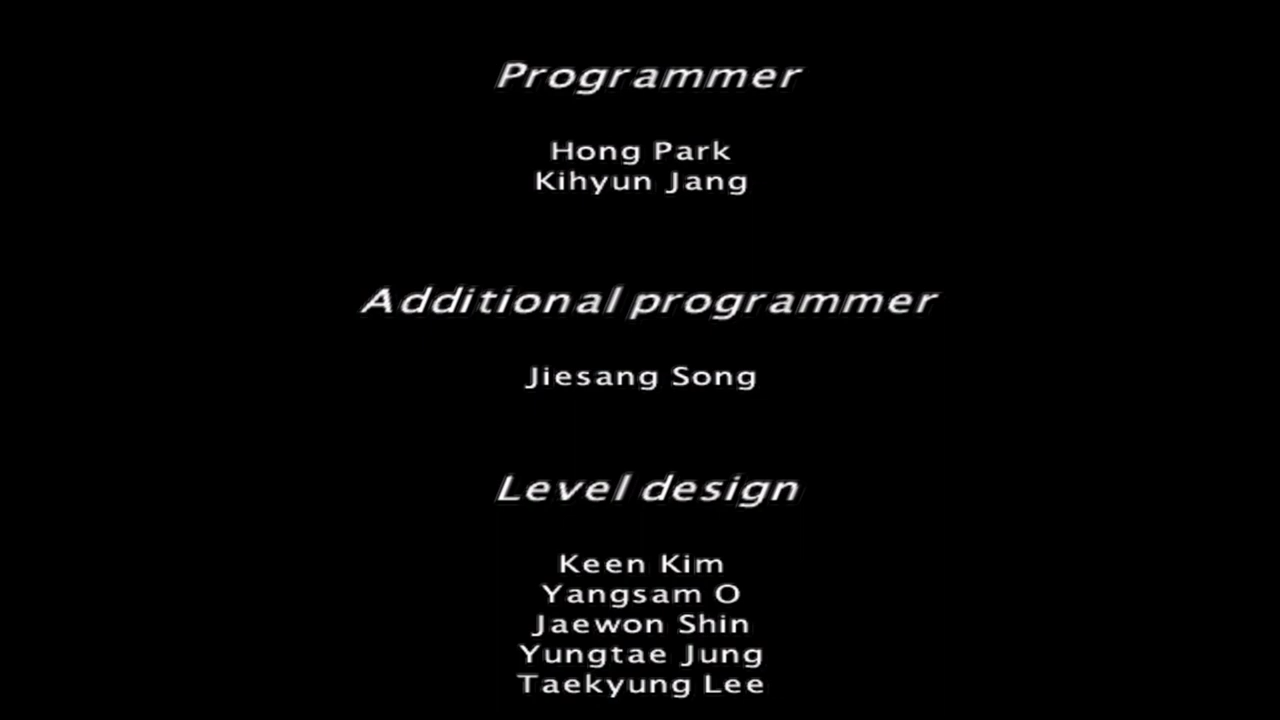 Programmer
Hong Park
Kihyun Jang
Additional programmer
Jiesang Song
Level design
Keen Kim
Yangsam O
Jaewon Shin
Yungtae Jung
Taekyung Lee